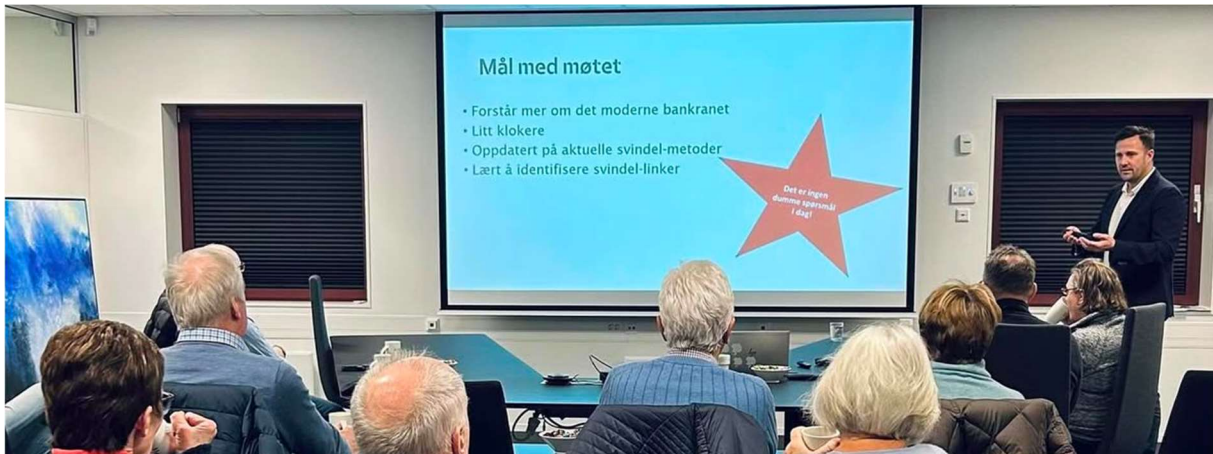 Mål med møtet
• Forstår mer om det moderne bankranet
• Litt klokere
• Oppdatert på aktuelle svindel-metoder
• Lært å identifisere svindel-linker
Det er ingen
dumme spørsmål
i dag!